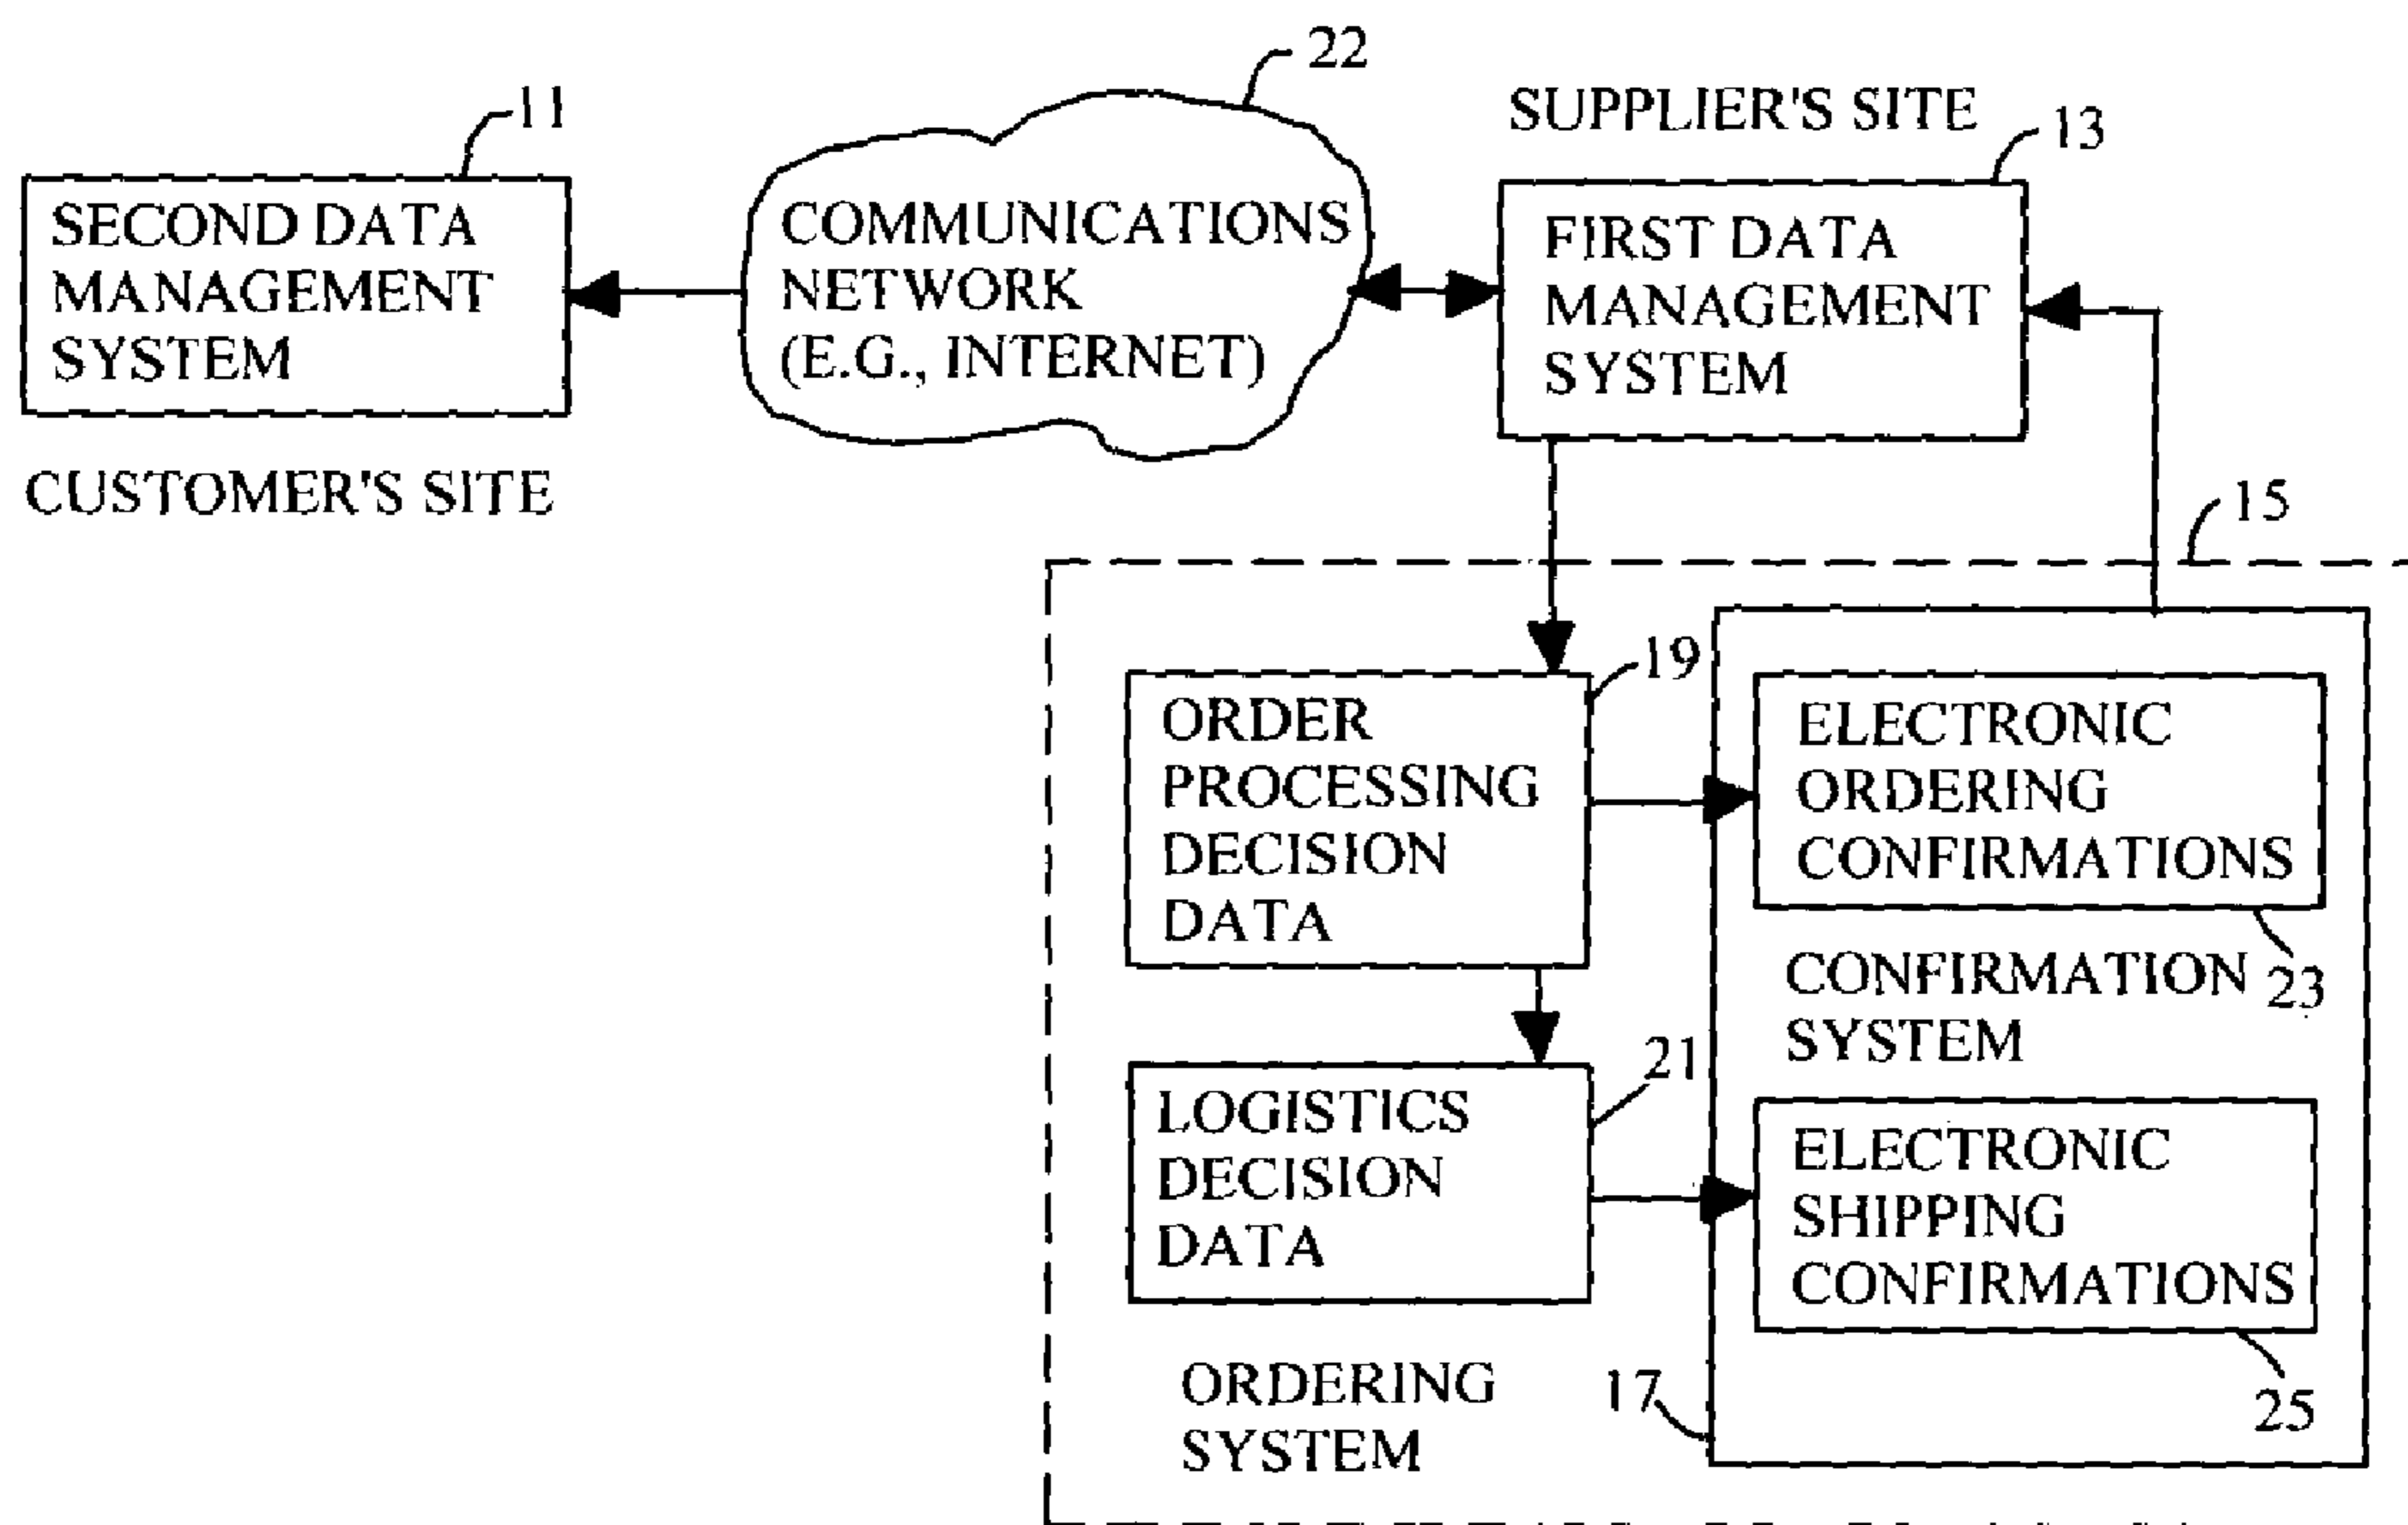 22
11
SUPPLIER'S SITE
13
SECOND DATA
MANAGEMENT
SYSTEM
COMMUNICATIONS
NETWORK
(E.G., INTERNET)
FIRST DATA
MANAGEMENT
SYSTEM
CUSTOMER'S SITE
15
19
ORDER
PROCESSING
DECISION
DATA
ELECTRONIC
ORDERING
CONFIRMATIONS
CONFIRMATION
SYSTEM
23
21
LOGISTICS
DECISION
DATA
ELECTRONIC
SHIPPING
CONFIRMATIONS
ORDERING
SYSTEM
17
25